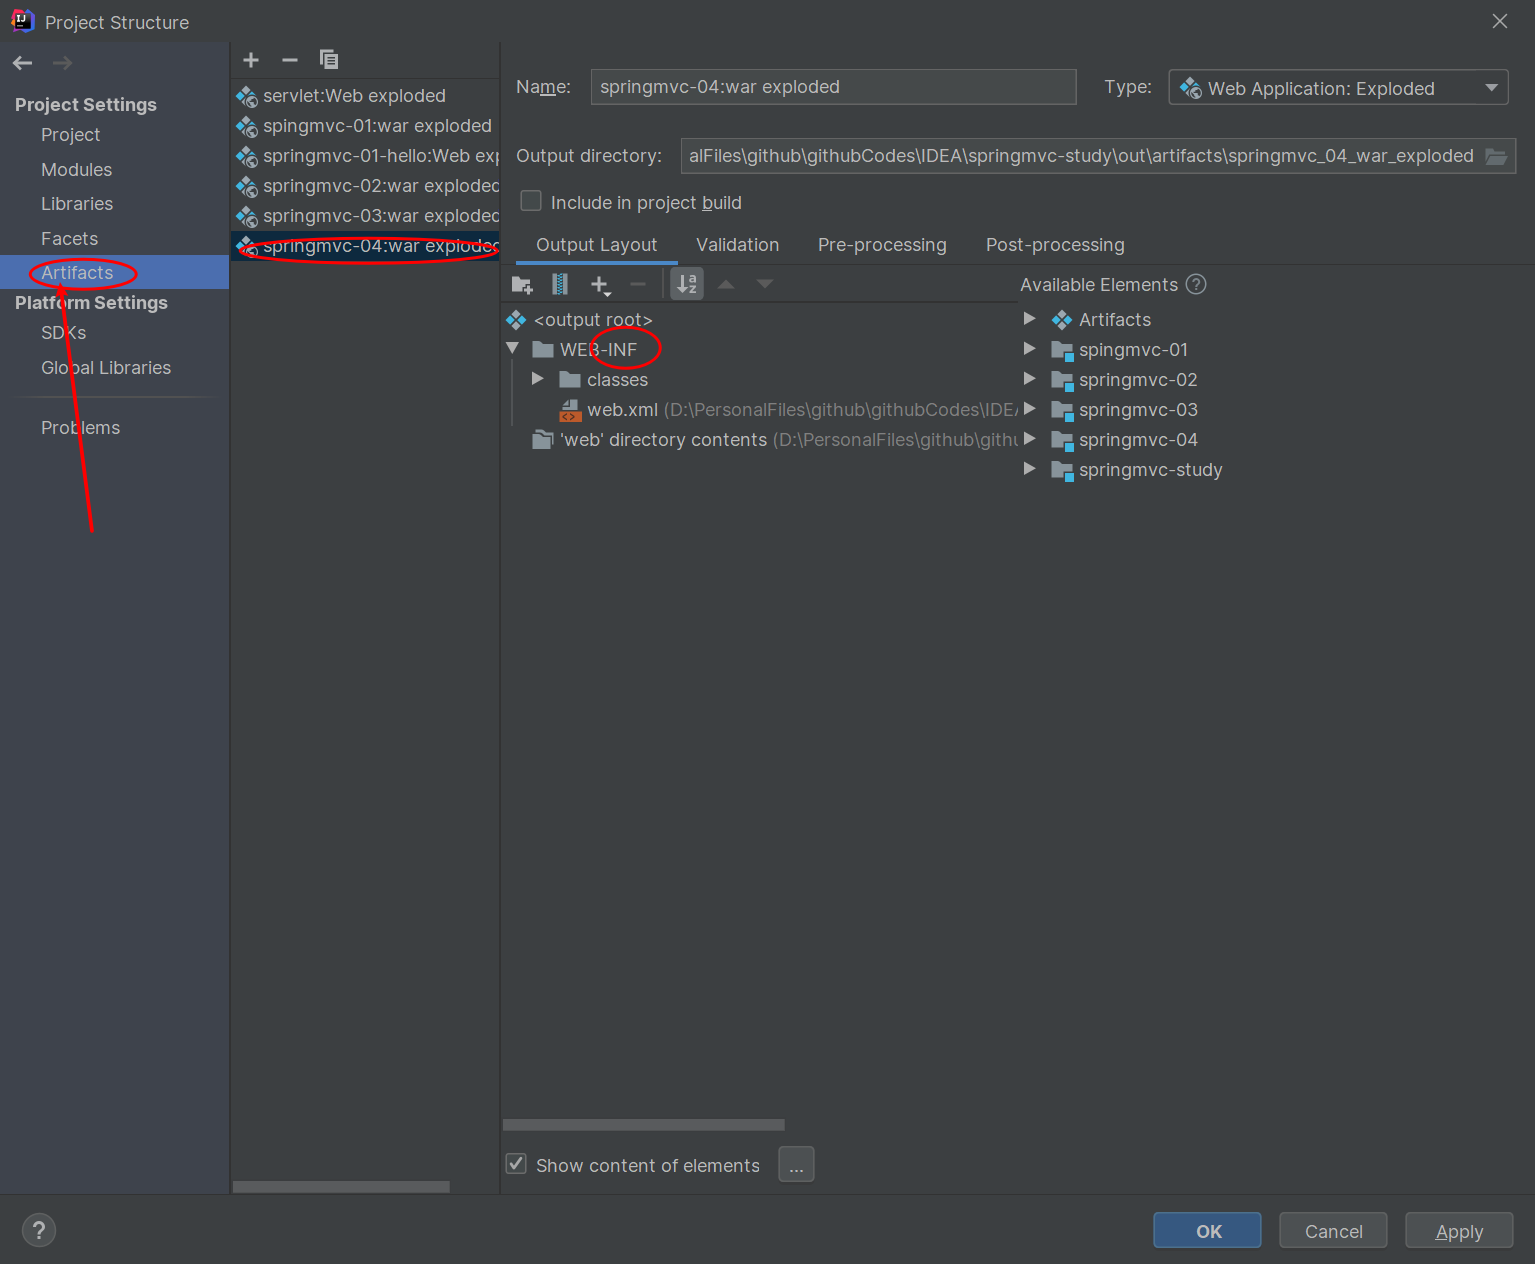 Project Structure
Project Settings
Project
Modules
Libraries
Facets
Artifacts
Platform Settings
SDKs
Global Libraries
Problems
servlet:Web exploded
spingmvc-01:war exploded
springmvc-01-hello:Web exp
springmvc-02:war exploded
springmvc-03:war exploded
springmvc-04:war exploded
Name: springmvc-04:war exploded Type: Web Application: Exploded
Output directory: alFiles\github\githubCodes\IDEA\springmvc-study\out\artifacts\springmvc_04_war_exploded
Include in project build
Output Layout Validation Pre-processing Post-processing
<output root>
WEB-INF
classes
web.xml (D:\PersonalFiles\github\githubCodes\IDEA
'web' directory contents (D:\PersonalFiles\github\githu
Available Elements ?
Artifacts
spingmvc-01
springmvc-02
springmvc-03
springmvc-04
springmvc-study
Show content of elements ...
? OK Cancel Apply